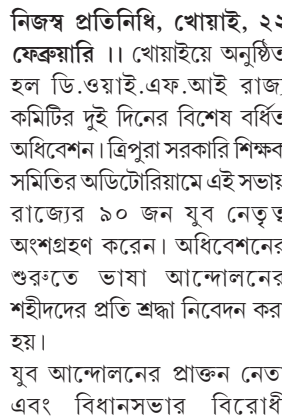 নিজস্ব প্রতিনিধি, খোয়াই, ২২
ফেব্রুয়ারি ।। খোয়াইয়ে অনুষ্ঠিত
হল ডি.ওয়াই.এফ.আই রাজ্য
কমিটির দুই দিনের বিশেষ বর্ধিত
অধিবেশন। ত্রিপুরা সরকারি শিক্ষক
সমিতির অডিটোরিয়ামে এই সভায়
রাজ্যের ৯০ জন যুব নেতৃত্ব
অংশগ্রহণ করেন। অধিবেশনের
শুরুতে ভাষা আন্দোলনের
শহীদদের প্রতি শ্রদ্ধা নিবেদন করা
হয়।
যুব আন্দোলনের প্রাক্তন নেতা
এবং বিধানসভার বিরোধী